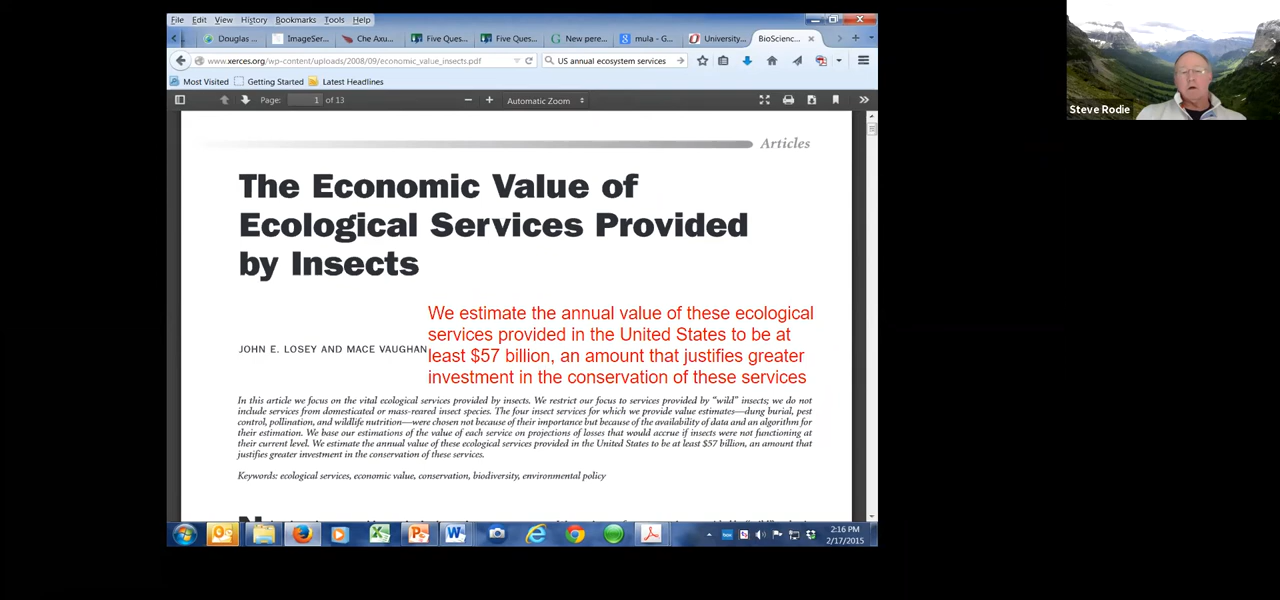 File Edit View History Bookmarks Tools Help
Douglas ... ImageSer... Che Axu... Five Ques... Five Ques... New pere... mula - G... University... BioScienc... ×
www.xerces.org/wp-content/uploads/2008/09/economic_value_insects.pdf US annual ecosystem services
Most Visited Getting Started Latest Headlines
Page: 1 of 13 Automatic Zoom
Steve Rodie
Articles
The Economic Value of
Ecological Services Provided
by Insects
We estimate the annual value of these ecological
services provided in the United States to be at
least $57 billion, an amount that justifies greater
investment in the conservation of these services
JOHN E. LOSEY AND MACE VAUGHAN
In this article we focus on the vital ecological services provided by insects. We restrict our focus to services provided by “wild” insects; we do not
include services from domesticated or mass-reared insect species. The four insect services for which we provide value estimates—dung burial, pest
control, pollination, and wildlife nutrition—were chosen not because of their importance but because of the availability of data and an algorithm for
their estimation. We base our estimations of the value of each service on projections of losses that would accrue if insects were not functioning at
their current level. We estimate the annual value of these ecological services provided in the United States to be at least $57 billion, an amount that
justifies greater investment in the conservation of these services.
Keywords: ecological services, economic value, conservation, biodiversity, environmental policy
2:16 PM
2/17/2015